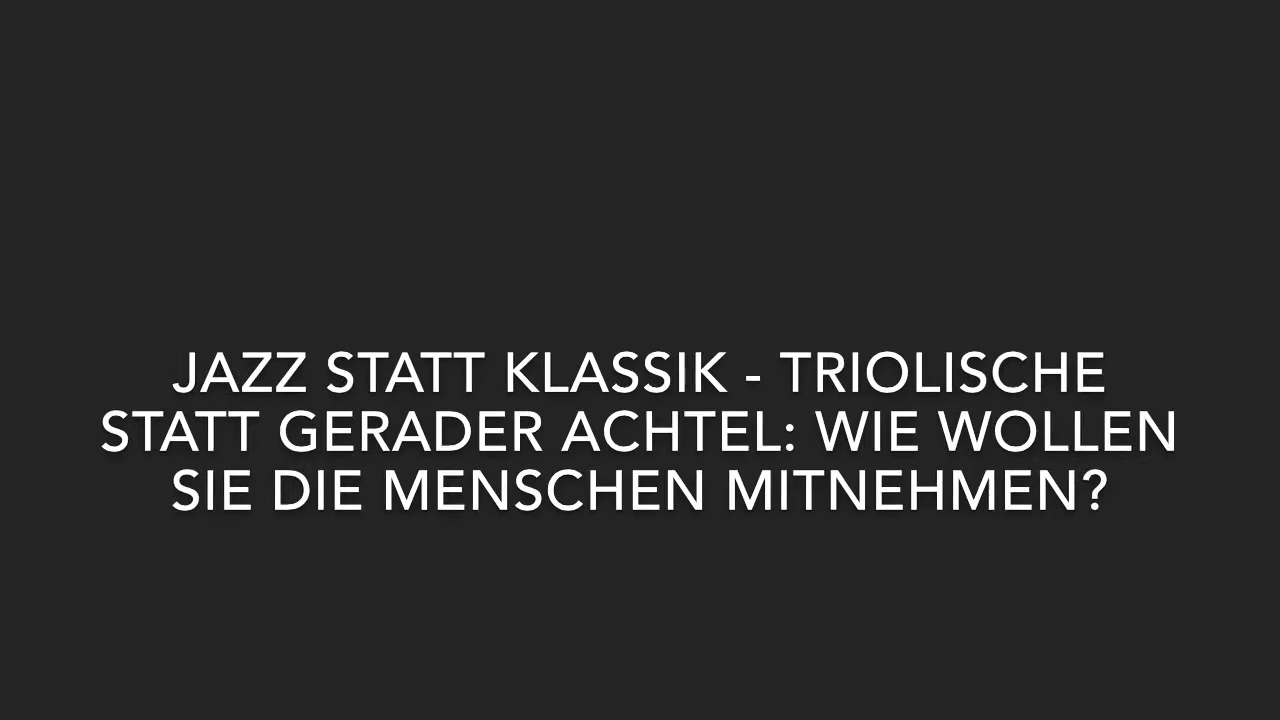 JAZZ STATT KLASSIK - TRIOLISCHE
STATT GERADER ACHTEL: WIE WOLLEN
SIE DIE MENSCHEN MITNEHMEN?